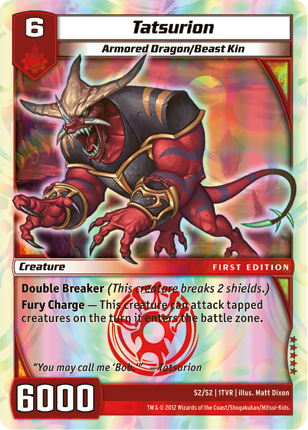 6
Tatsurion
Armored Dragon/Beast Kin
Creature
FIRST EDITION
Double Breaker (This creature breaks 2 shields.)
Fury Charge — This creature can attack tapped
creatures on the turn it enters the battle zone.
“You may call me ‘Bob.’” —Tatsurion
6000
S2/S2 | 1TVR | illus. Matt Dixon
TM & © 2012 Wizards of the Coast/Shogakukan/Mitsui-Kids.